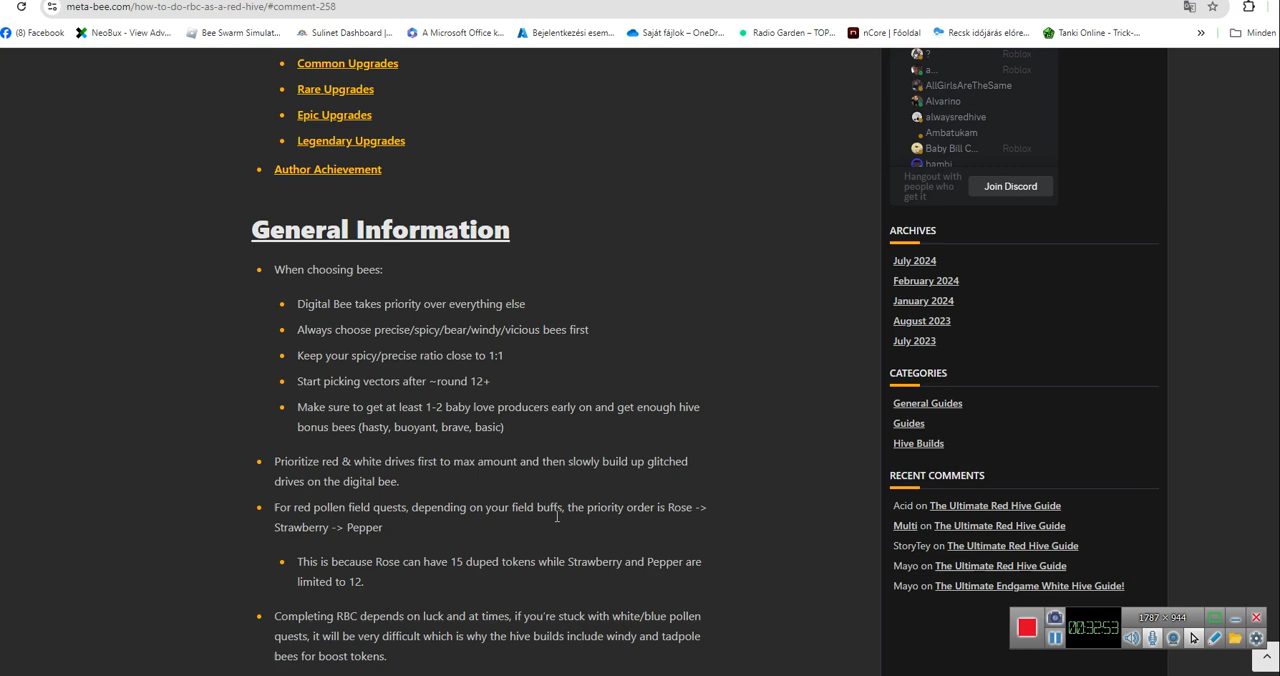 meta-bee.com/how-to-do-rbc-as-a-red-hive/#comment-258
(8) Facebook
NeoBux - View Adv...
Bee Swarm Simulat...
Sulinet Dashboard |...
A Microsoft Office k...
Bejelentkezési esem...
Saját fájlok – OneDr...
Radio Garden – TOP...
nCore | Főoldal
Recsk időjárás előre...
Tanki Online - Trick-...
»
Minden
Common Upgrades
Rare Upgrades
Epic Upgrades
Legendary Upgrades
Author Achievement
General Information
When choosing bees:
Digital Bee takes priority over everything else
Always choose precise/spicy/bear/windy/vicious bees first
Keep your spicy/precise ratio close to 1:1
Start picking vectors after ~round 12+
Make sure to get at least 1-2 baby love producers early on and get enough hive
bonus bees (hasty, buoyant, brave, basic)
Prioritize red & white drives first to max amount and then slowly build up glitched
drives on the digital bee.
For red pollen field quests, depending on your field buffs, the priority order is Rose ->
Strawberry -> Pepper
This is because Rose can have 15 duped tokens while Strawberry and Pepper are
limited to 12.
Completing RBC depends on luck and at times, if you're stuck with white/blue pollen
quests, it will be very difficult which is why the hive builds include windy and tadpole
bees for boost tokens.
? Roblox
a... Roblox
AllGirlsAreTheSame
Alvarino
alwaysredhive
Ambatukam
Baby Bill C... Roblox
bambi
Hangout with
people who
get it
Join Discord
ARCHIVES
July 2024
February 2024
January 2024
August 2023
July 2023
CATEGORIES
General Guides
Guides
Hive Builds
RECENT COMMENTS
Acid on The Ultimate Red Hive Guide
Multi on The Ultimate Red Hive Guide
StoryTey on The Ultimate Red Hive Guide
Mayo on The Ultimate Red Hive Guide
Mayo on The Ultimate Endgame White Hive Guide!
1787 × 944
00:32:53